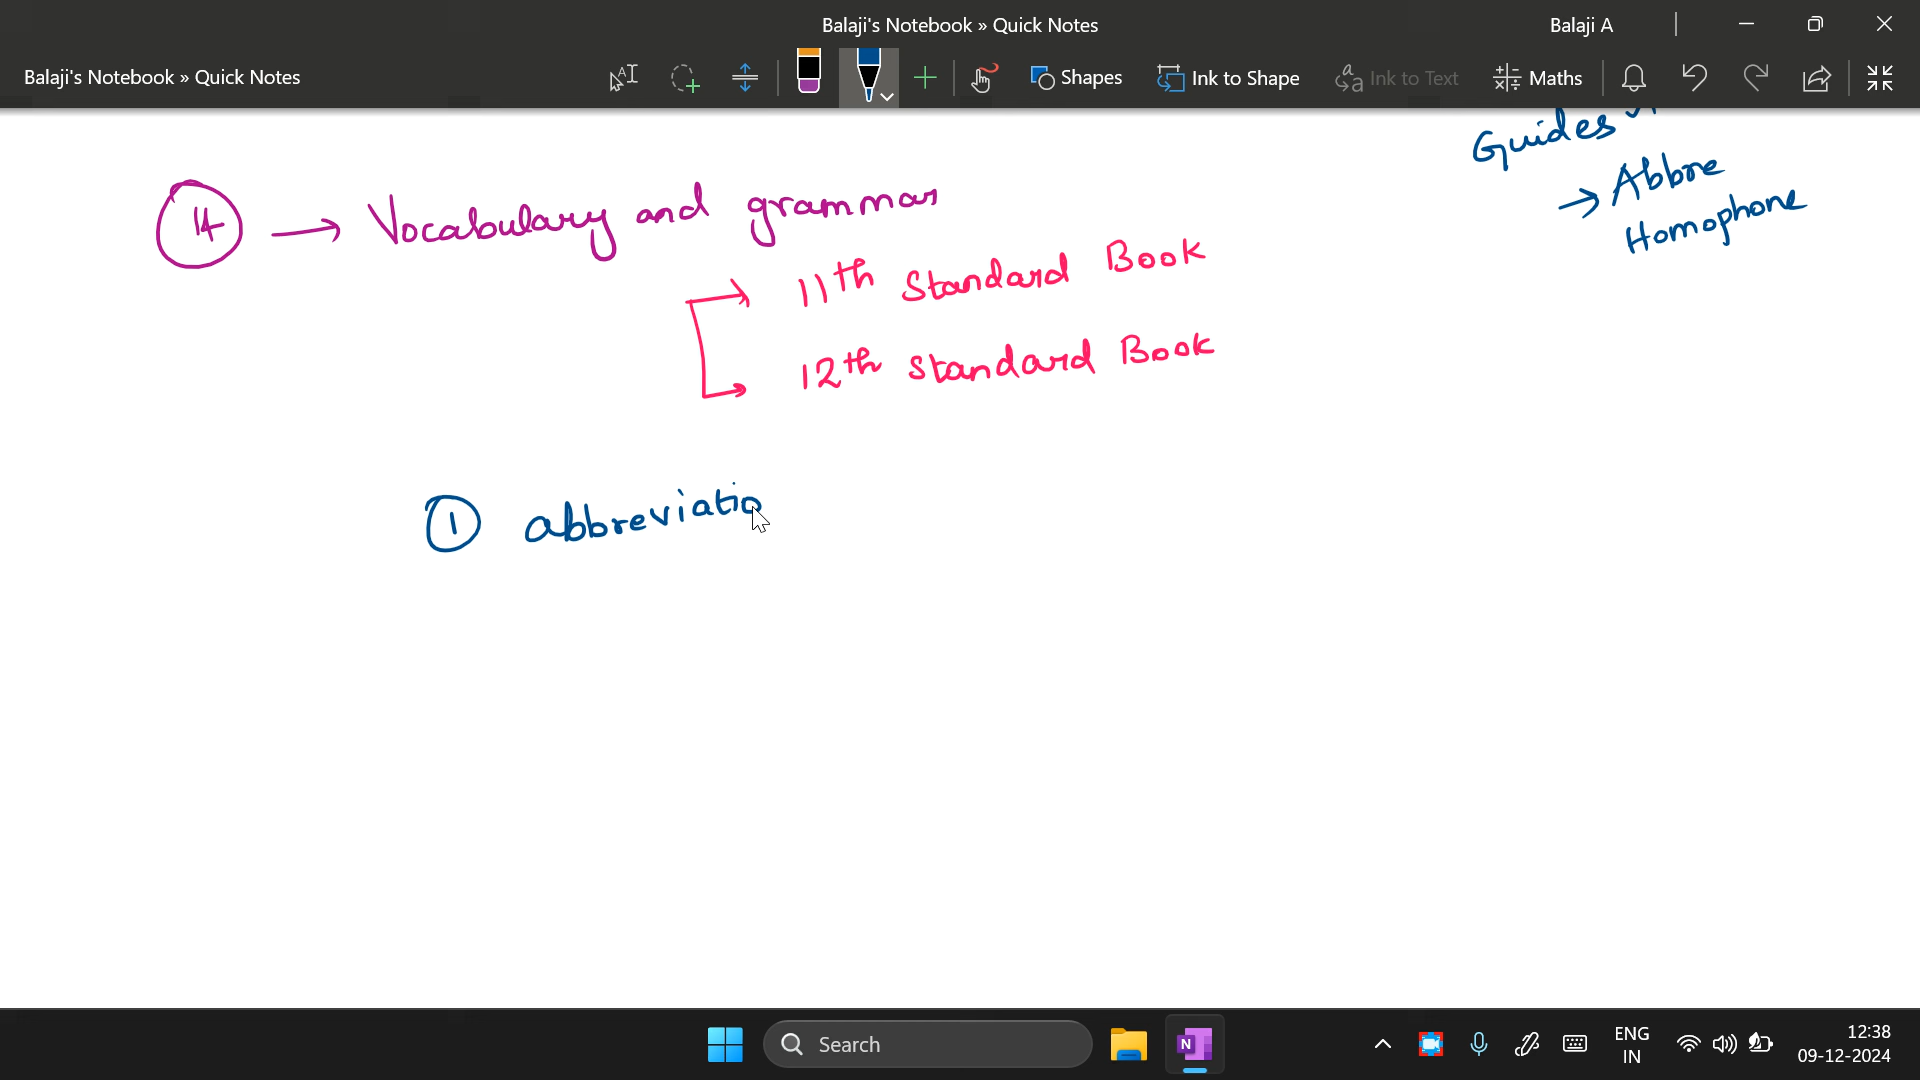 Balaji's Notebook » Quick Notes
Balaji A
Balaji's Notebook » Quick Notes
Shapes
Ink to Shape
Ink to Text
Maths
Guides
→ Abbre
Homophone
14 → Vocabulary and grammar
→ 11th Standard Book
→ 12th Standard Book
1 abbreviatio
Search
ENG
IN
12:38
09-12-2024